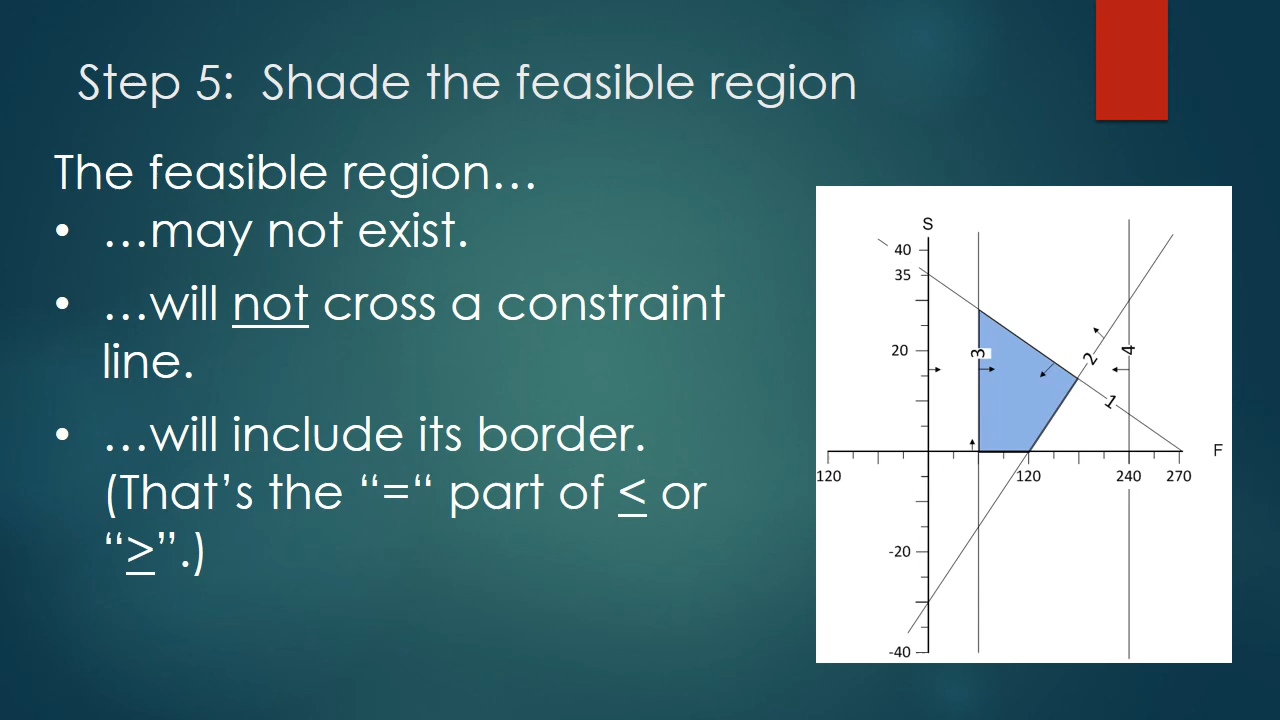 Step 5:  Shade the feasible region
The feasible region…
• …may not exist.
• …will not cross a constraint
line.
• …will include its border.
(That’s the “=“ part of ≤ or
“≥”.)
S
40
35
20
3
2
4
1
F
120
120
240
270
-20
-40